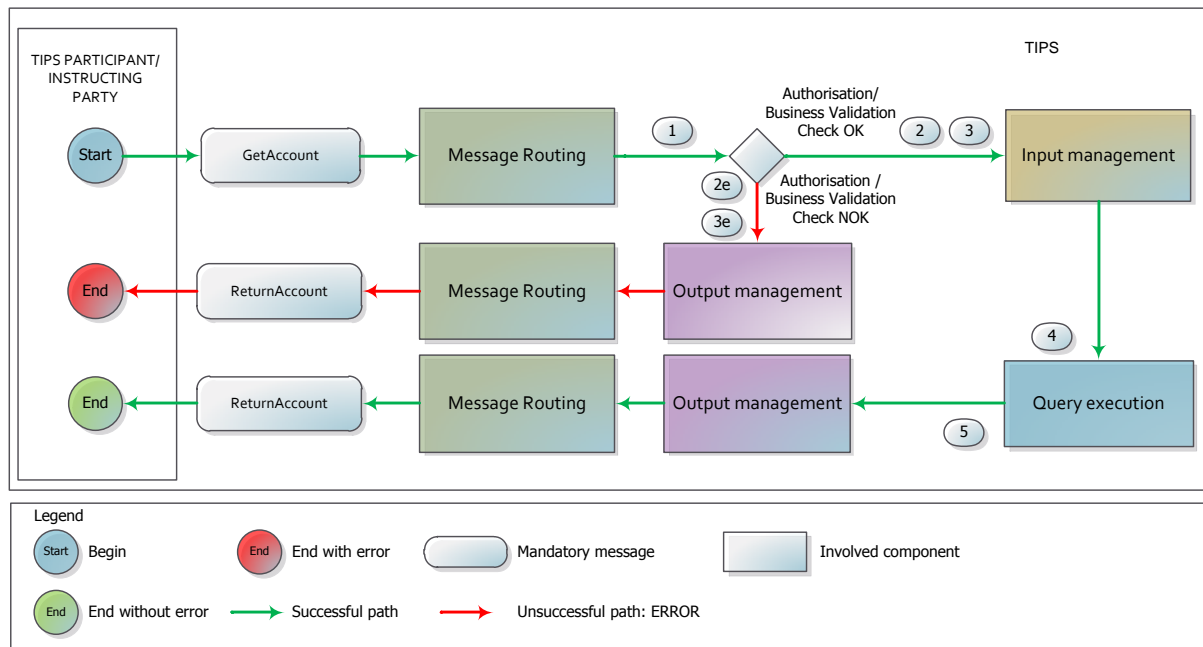 TIPS PARTICIPANT/
INSTRUCTING
PARTY
TIPS
Start
GetAccount
Message Routing
1
Authorisation/
Business Validation
Check OK
2
3
Input management
2e
3e
Authorisation /
Business Validation
Check NOK
End
ReturnAccount
Message Routing
Output management
4
End
ReturnAccount
Message Routing
Output management
5
Query execution
Legend
Start
Begin
End
End with error
Mandatory message
Involved component
End
End without error
Successful path
Unsuccessful path: ERROR